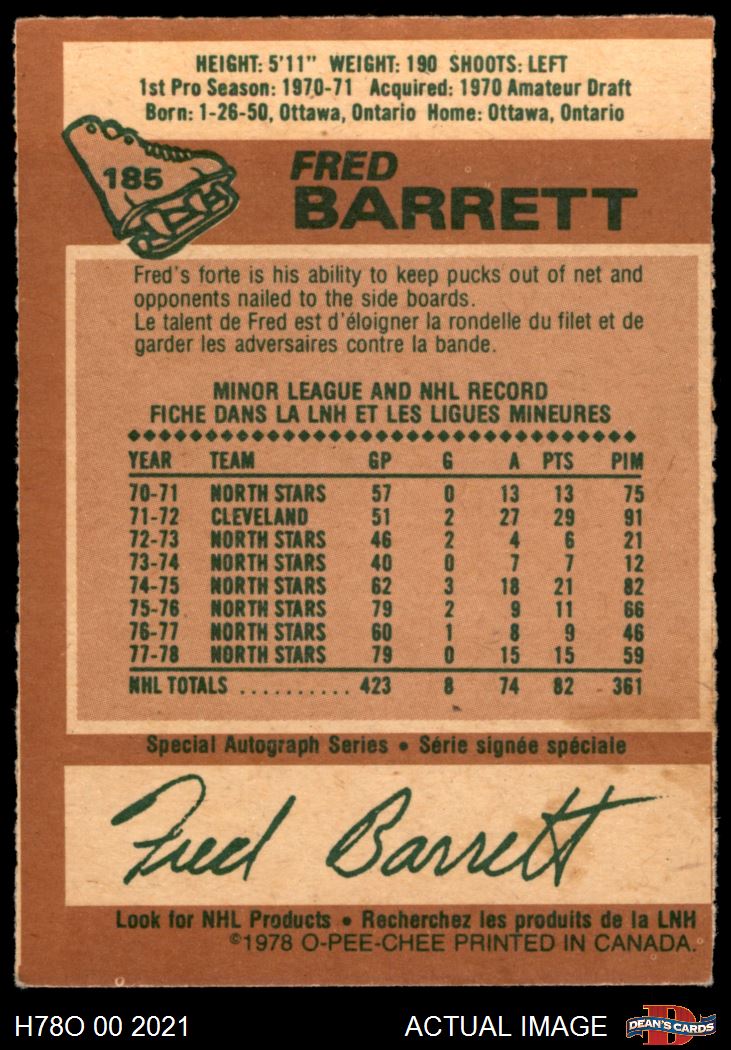 HEIGHT: 5'11" WEIGHT: 190 SHOOTS: LEFT
1st Pro Season: 1970-71 Acquired: 1970 Amateur Draft
Born: 1-26-50, Ottawa, Ontario Home: Ottawa, Ontario
185
FRED
BARRETT
Fred's forte is his ability to keep pucks out of net and
opponents nailed to the side boards.
Le talent de Fred est d'éloigner la rondelle du filet et de
garder les adversaires contre la bande.
MINOR LEAGUE AND NHL RECORD
FICHE DANS LA LNH ET LES LIGUES MINEURES
YEAR TEAM GP G A PTS PIM
70-71 NORTH STARS 57 0 13 13 75
71-72 CLEVELAND 51 2 27 29 91
72-73 NORTH STARS 46 2 4 6 21
73-74 NORTH STARS 40 0 7 7 12
74-75 NORTH STARS 62 3 18 21 82
75-76 NORTH STARS 79 2 9 11 66
76-77 NORTH STARS 60 1 8 9 46
77-78 NORTH STARS 79 0 15 15 59
NHL TOTALS .......... 423 8 74 82 361
Special Autograph Series • Série signée spéciale
Fred Barrett
Look for NHL Products • Recherchez les produits de la LNH
©1978 O-PEE-CHEE PRINTED IN CANADA.
H78O 00 2021 ACTUAL IMAGE D DEAN'S CARDS